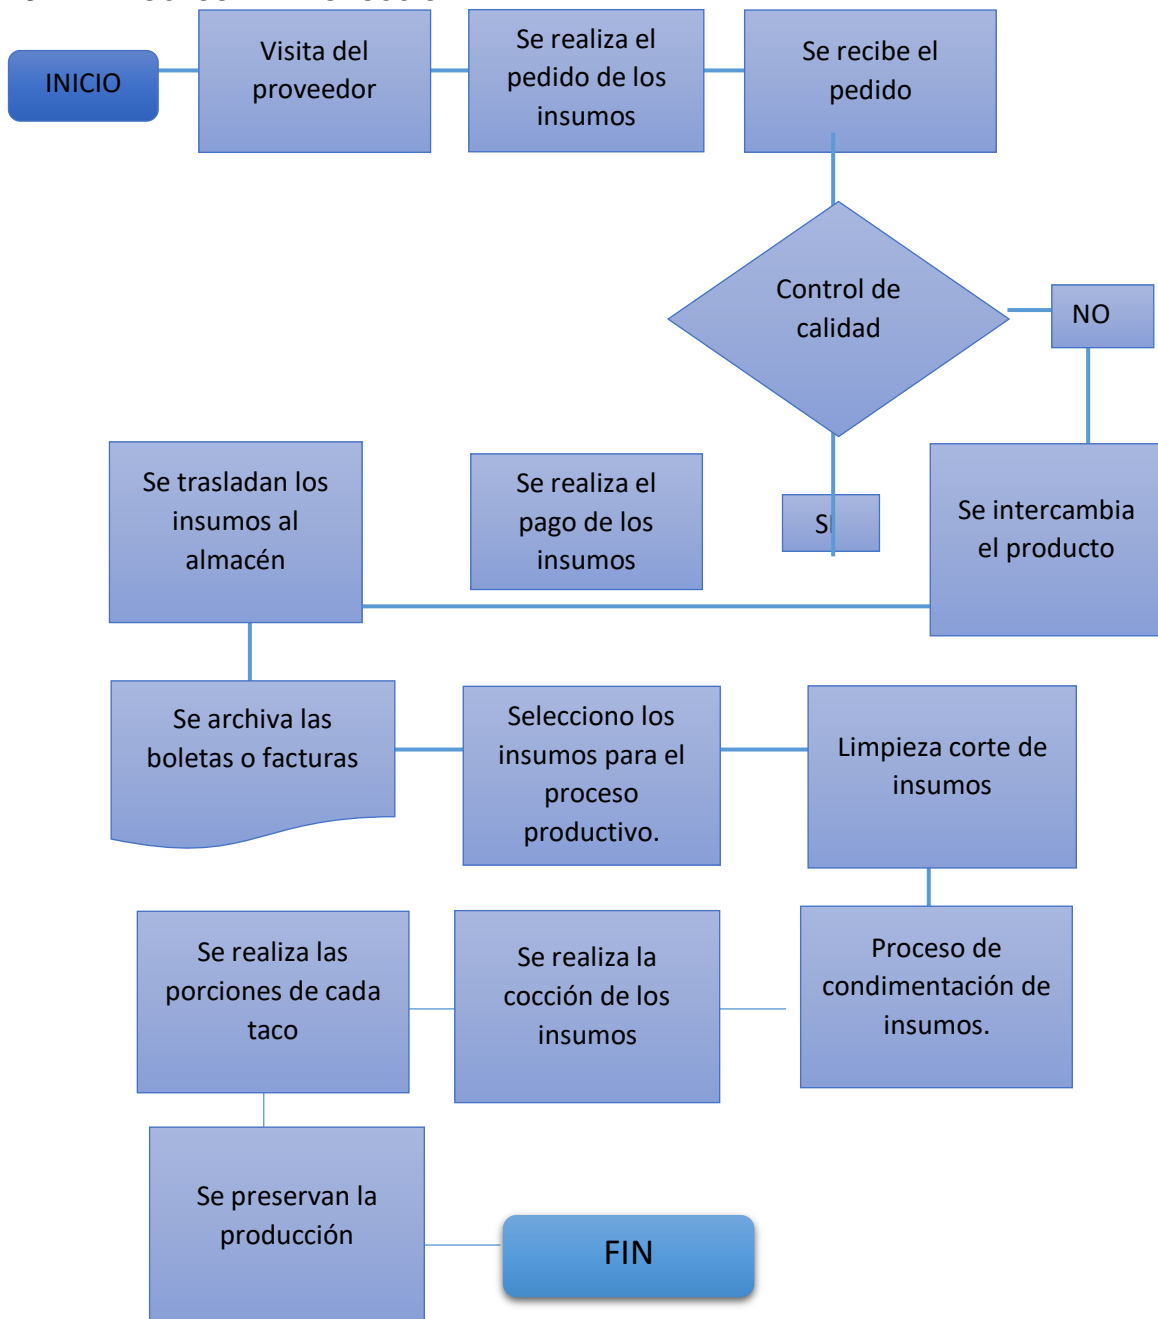 INICIO
Visita del
proveedor
Se realiza el
pedido de los
insumos
Se recibe el
pedido
Control de
calidad
NO
Se trasladan los
insumos al
almacén
Se realiza el
pago de los
insumos
SI
Se intercambia
el producto
Se archiva las
boletas o facturas
Selecciono los
insumos para el
proceso
productivo.
Limpieza corte de
insumos
Se realiza las
porciones de cada
taco
Se realiza la
cocción de los
insumos
Proceso de
condimentación de
insumos.
Se preservan la
producción
FIN